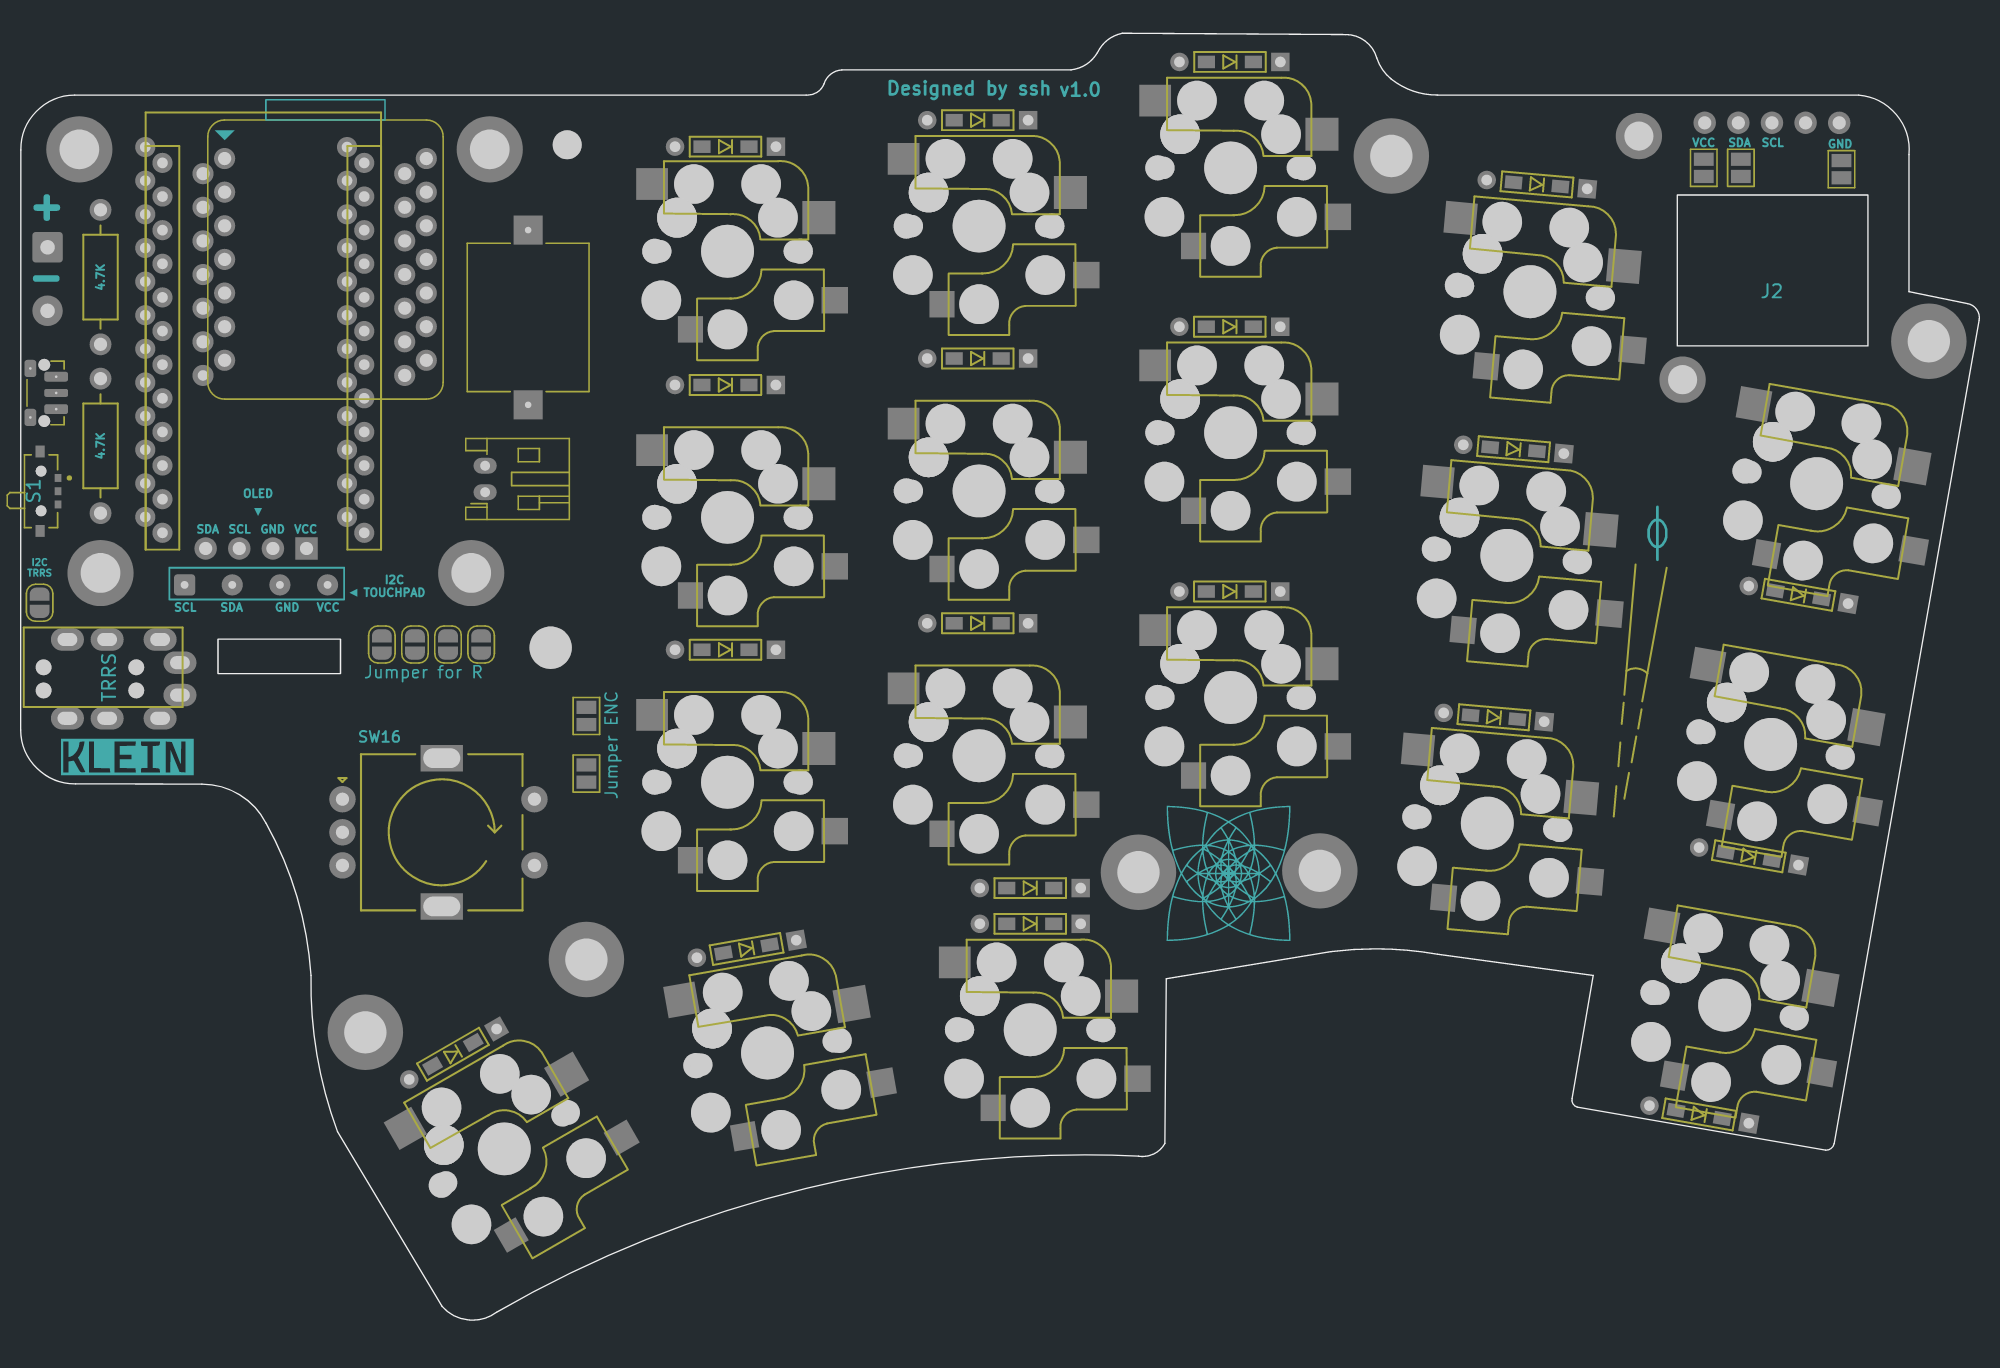 Designed by ssh v1.0
VCC SDA SCL GND
J2
+
−
4.7K
4.7K
S1
OLED
SDA SCL GND VCC
I2C
TRRS
I2C
TOUCHPAD
SCL SDA GND VCC
TRRS
Jumper for R
Jumper ENC
SW16
KLEIN
ϕ